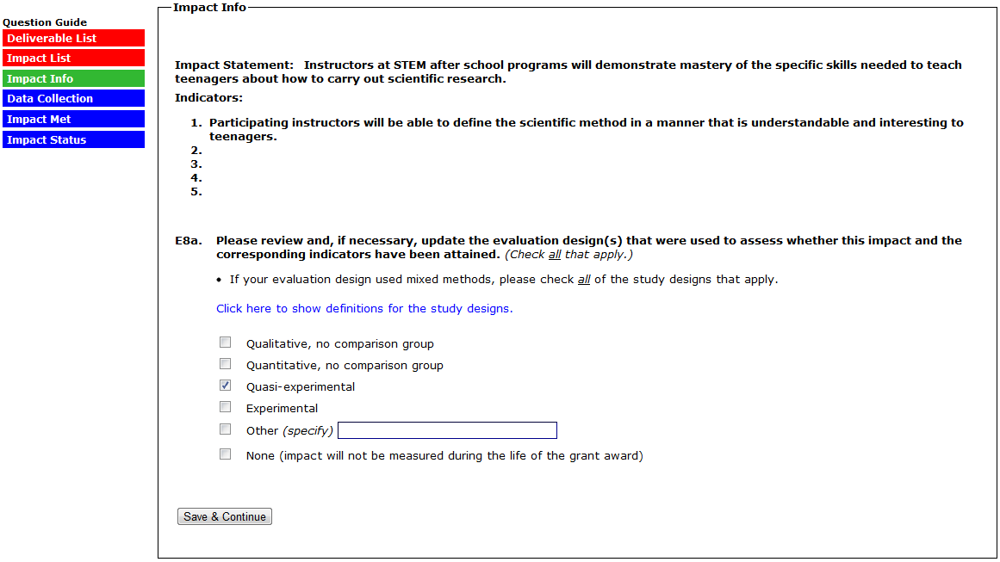 Impact Info
Question Guide
Deliverable List
Impact List
Impact Info
Data Collection
Impact Met
Impact Status
Impact Statement: Instructors at STEM after school programs will demonstrate mastery of the specific skills needed to teach
teenagers about how to carry out scientific research.
Indicators:
1. Participating instructors will be able to define the scientific method in a manner that is understandable and interesting to
teenagers.
2.
3.
4.
5.
E8a. Please review and, if necessary, update the evaluation design(s) that were used to assess whether this impact and the
corresponding indicators have been attained. (Check all that apply.)
• If your evaluation design used mixed methods, please check all of the study designs that apply.
Click here to show definitions for the study designs.
Qualitative, no comparison group
Quantitative, no comparison group
Quasi-experimental
Experimental
Other (specify)
None (impact will not be measured during the life of the grant award)
Save & Continue